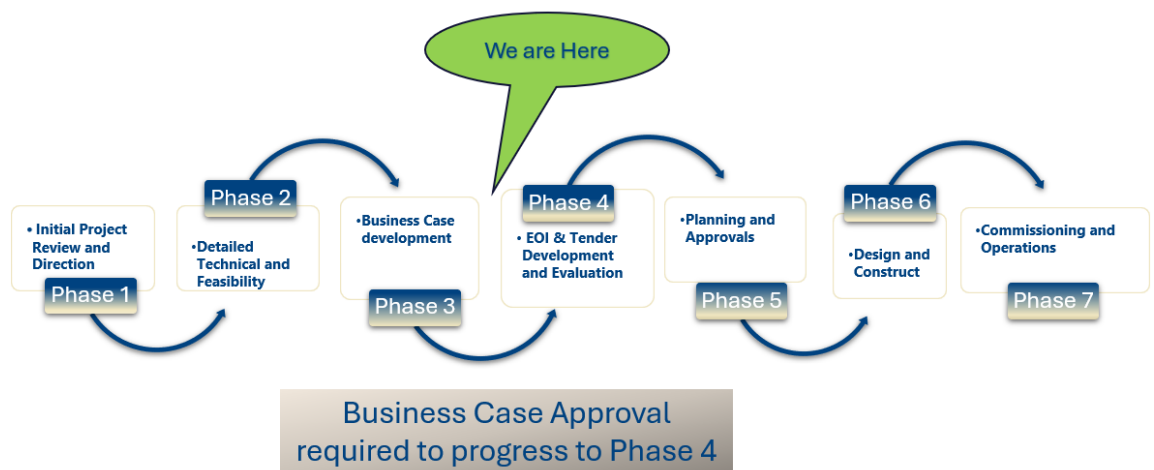 We are Here
• Initial Project
Review and
Direction
Phase 1
Phase 2
•Detailed
Technical and
Feasibility
•Business Case
development
Phase 3
Phase 4
• EOI & Tender
Development
and Evaluation
•Planning and
Approvals
Phase 5
Phase 6
•Design and
Construct
•Commissioning and
Operations
Phase 7
Business Case Approval
required to progress to Phase 4